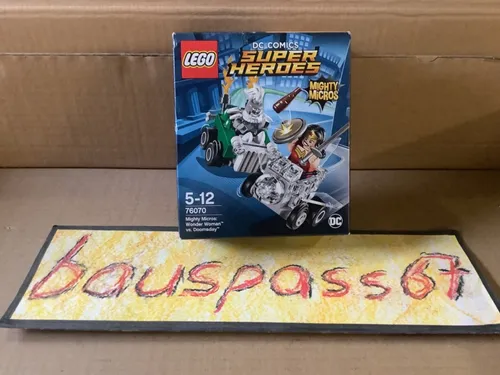 LEGO
DC COMICS
SUPER HEROES
MIGHTY MICROS
5-12
76070
Mighty Micros:
Wonder Woman™
vs. Doomsday™
DC
bauspass67